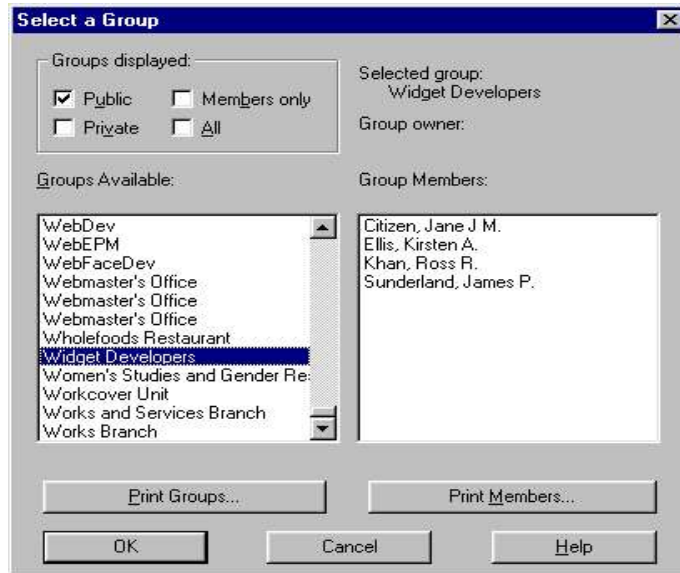 Select a Group
Groups displayed:
Public
Members only
Private
All
Selected group:
Widget Developers
Group owner:
Groups Available:
WebDev
WebEPM
WebFaceDev
Webmaster's Office
Webmaster's Office
Webmaster's Office
Wholefoods Restaurant
Widget Developers
Women's Studies and Gender Re
Workcover Unit
Works and Services Branch
Works Branch
Group Members:
Citizen, Jane J M.
Ellis, Kirsten A.
Khan, Ross R.
Sunderland, James P.
Print Groups...
Print Members...
OK
Cancel
Help